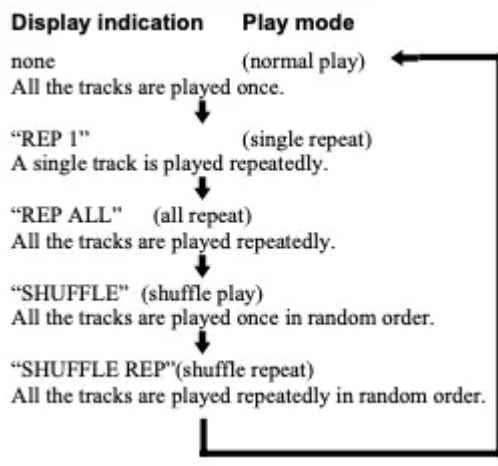 Display indication Play mode
none (normal play)
All the tracks are played once.
“REP 1” (single repeat)
A single track is played repeatedly.
“REP ALL” (all repeat)
All the tracks are played repeatedly.
“SHUFFLE” (shuffle play)
All the tracks are played once in random order.
“SHUFFLE REP”(shuffle repeat)
All the tracks are played repeatedly in random order.